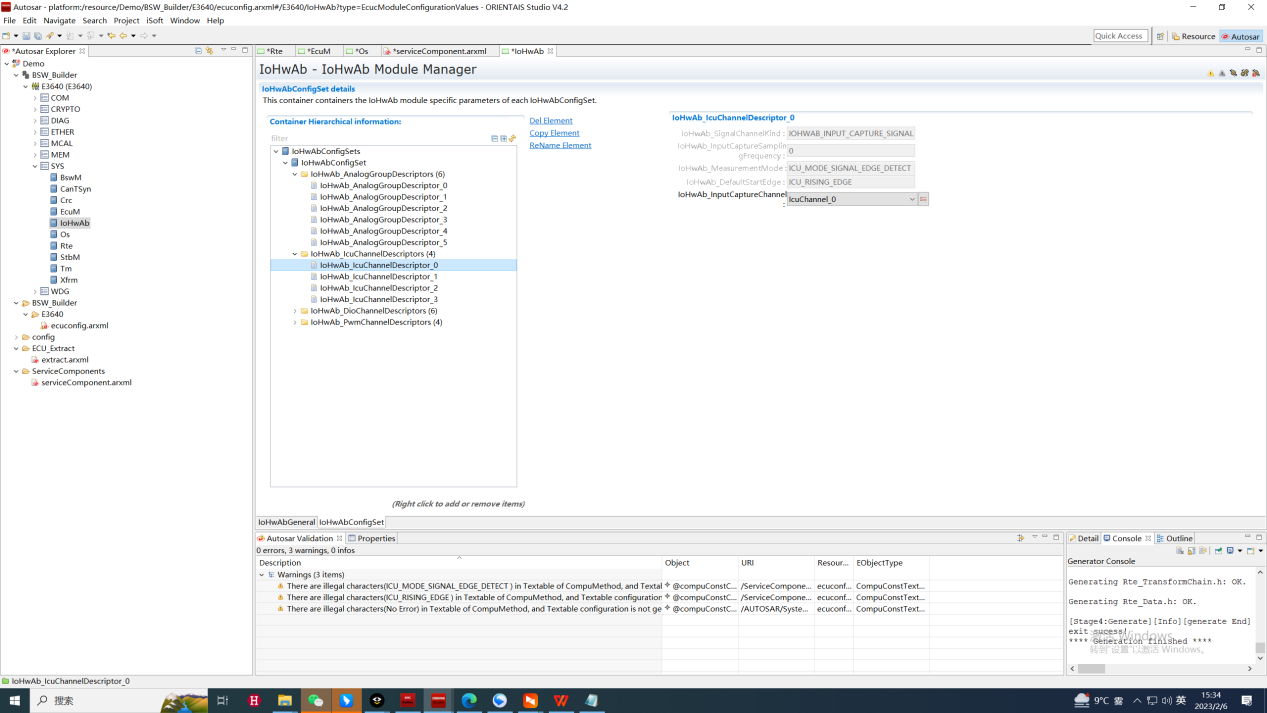 Autosar - platform:/resource/Demo/BSW_Builder/E3640/ecuconfig.arxml#/E3640/IoHwAb?type=EcucModuleConfigurationValues - ORIENTAIS Studio V4.2
File Edit Navigate Search Project iSoft Window Help
Quick Access
Resource
Autosar
*Autosar Explorer
Demo
BSW_Builder
E3640 (E3640)
COM
CRYPTO
DIAG
ETHER
MCAL
MEM
SYS
BswM
CanTSyn
Crc
EcuM
IoHwAb
Os
Rte
StbM
Tm
Xfrm
WDG
BSW_Builder
E3640
ecuconfig.arxml
config
ECU_Extract
extract.arxml
ServiceComponents
serviceComponent.arxml
*Rte
*EcuM
*Os
*serviceComponent.arxml
*IoHwAb
IoHwAb - IoHwAb Module Manager
IoHwAbConfigSet details
This container containers the IoHwAb module specific parameters of each IoHwAbConfigSet.
Container Hierarchical information:
filter
IoHwAbConfigSets
IoHwAbConfigSet
IoHwAb_AnalogGroupDescriptors (6)
IoHwAb_AnalogGroupDescriptor_0
IoHwAb_AnalogGroupDescriptor_1
IoHwAb_AnalogGroupDescriptor_2
IoHwAb_AnalogGroupDescriptor_3
IoHwAb_AnalogGroupDescriptor_4
IoHwAb_AnalogGroupDescriptor_5
IoHwAb_IcuChannelDescriptors (4)
IoHwAb_IcuChannelDescriptor_0
IoHwAb_IcuChannelDescriptor_1
IoHwAb_IcuChannelDescriptor_2
IoHwAb_IcuChannelDescriptor_3
IoHwAb_DioChannelDescriptors (6)
IoHwAb_PwmChannelDescriptors (4)
Del Element
Copy Element
ReName Element
IoHwAb_IcuChannelDescriptor_0
IoHwAb_SignalChannelKind : IOHWAB_INPUT_CAPTURE_SIGNAL
IoHwAb_InputCaptureSamplin
gFrequency : 0
IoHwAb_MeasurementMode : ICU_MODE_SIGNAL_EDGE_DETECT
IoHwAb_DefaultStartEdge : ICU_RISING_EDGE
IoHwAb_InputCaptureChannel
: IcuChannel_0
(Right click to add or remove items)
IoHwAbGeneral IoHwAbConfigSet
Autosar Validation Properties
0 errors, 3 warnings, 0 infos
Description Object URI Resour... EObjectType
Warnings (3 items)
There are illegal characters(ICU_MODE_SIGNAL_EDGE_DETECT ) in Textable of CompuMethod, and Textal @compuConstC... /ServiceCompone... ecuconf... CompuConstText...
There are illegal characters(ICU_RISING_EDGE ) in Textable of CompuMethod, and Textable configuration @compuConstC... /ServiceCompone... ecuconf... CompuConstText...
There are illegal characters(No Error) in Textable of CompuMethod, and Textable configuration is not ge @compuConstC... /AUTOSAR/Syste... ecuconf... CompuConstText...
Detail Console Outline
Generator Console
Generating Rte_TransformChain.h: OK.
Generating Rte_Data.h: OK.
[Stage4:Generate][Info][generate End]
exit sucess!
**** Generation finished ****
激活 Windows
转到"设置"以激活 Windows。
IoHwAb_IcuChannelDescriptor_0
搜索
9°C 霾
英
15:34
2023/2/6